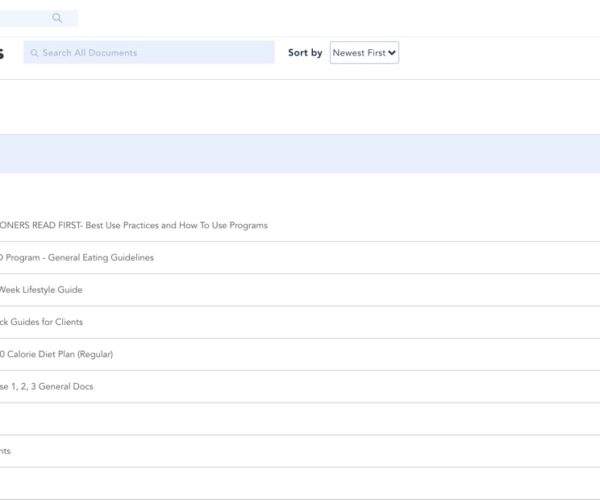 s
Search All Documents
Sort by
Newest First
ONERS READ FIRST- Best Use Practices and How To Use Programs
D Program - General Eating Guidelines
Week Lifestyle Guide
ck Guides for Clients
0 Calorie Diet Plan (Regular)
se 1, 2, 3 General Docs
nts